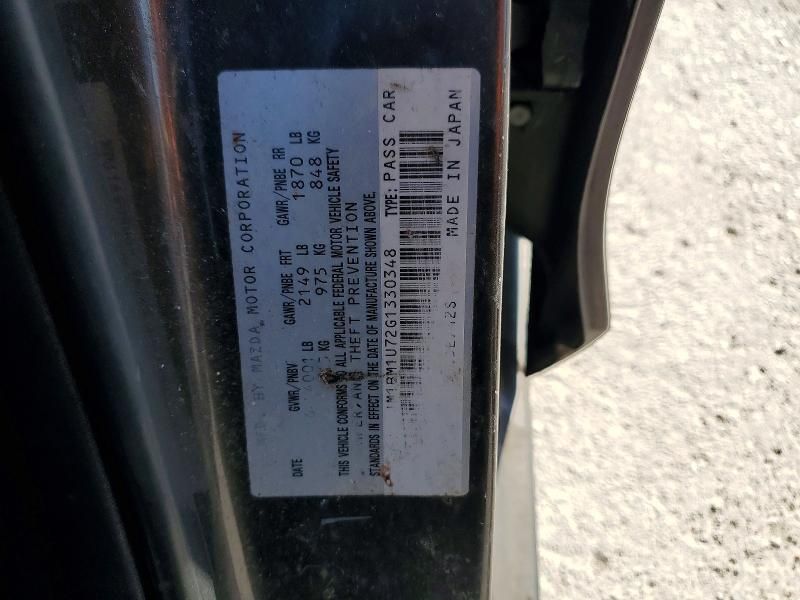 BY MAZDA MOTOR CORPORATION
DATE GVWR/PNBV GAWR/PNBE FRT GAWR/PNBE RR
4001LB 2149 LB 1870 LB
KG 975 KG 848 KG
THIS VEHICLE CONFORMS TO ALL APPLICABLE FEDERAL MOTOR VEHICLE SAFETY
THEFT PREVENTION
STANDARDS IN EFFECT ON THE DATE OF MANUFACTURE SHOWN ABOVE.
JM1BM1U72G1330348 TYPE: PASS CAR
MADE IN JAPAN